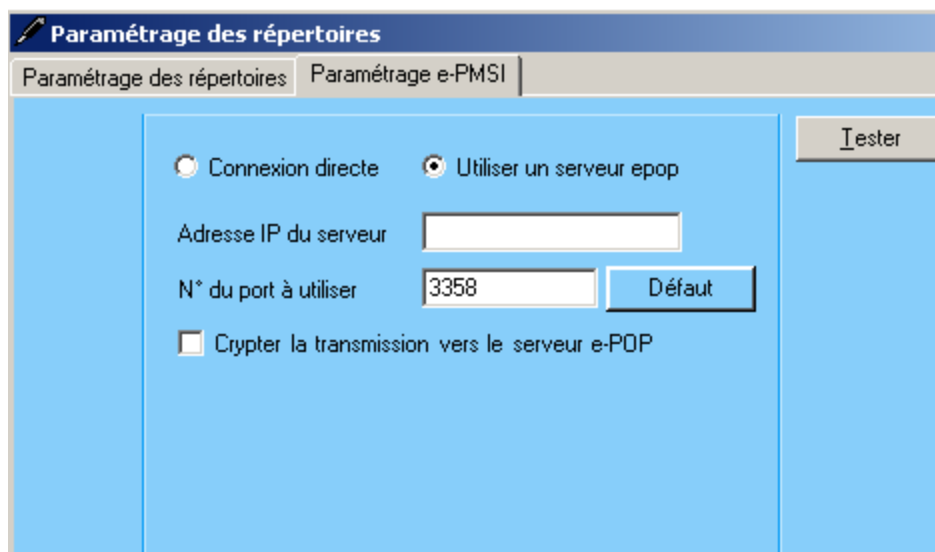 Paramétrage des répertoires
Paramétrage des répertoires Paramétrage e-PMSI
Tester
Connexion directe Utiliser un serveur epop
Adresse IP du serveur
N° du port à utiliser 3358 Défaut
Crypter la transmission vers le serveur e-POP